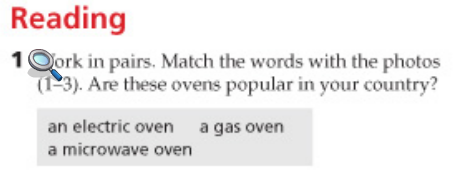 Reading
1 ork in pairs. Match the words with the photos
(1–3). Are these ovens popular in your country?
an electric oven a gas oven
a microwave oven